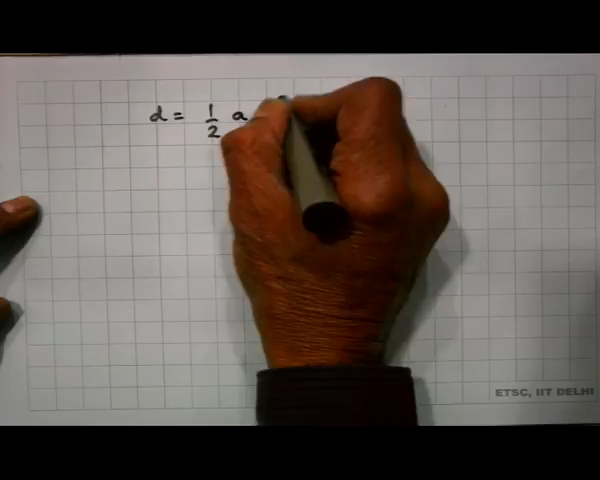 d = 1/2 a
ETSC, IIT DELHI